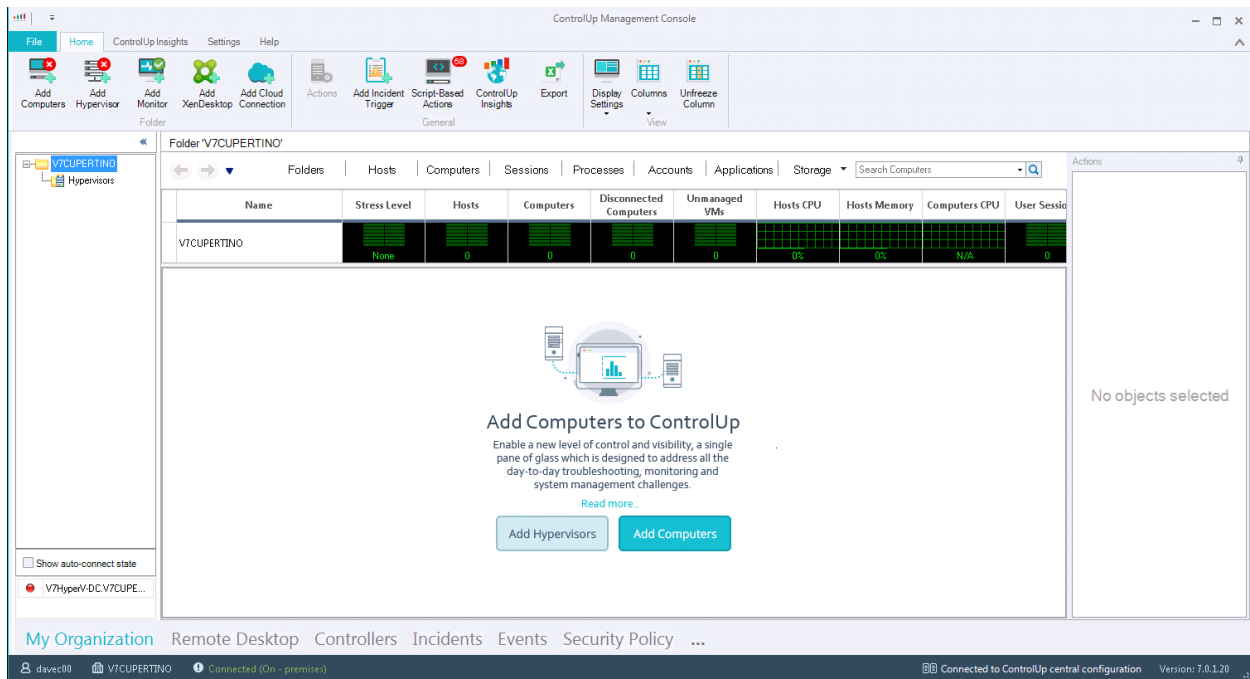 ControlUp Management Console
File Home ControlUp Insights Settings Help
58
Add Computers Add Hypervisor Add Monitor Add XenDesktop Add Cloud Connection Actions Add Incident Trigger Script-Based Actions ControlUp Insights Export Display Settings Columns Unfreeze Column
Folder General View
Folder 'V7CUPERTINO'
V7CUPERTINO
Hypervisors
Folders Hosts Computers Sessions Processes Accounts Applications Storage Search Computers
Actions
Name Stress Level Hosts Computers Disconnected Computers Unmanaged VMs Hosts CPU Hosts Memory Computers CPU User Sessio
V7CUPERTINO None 0 0 0 0 0% 0% N/A 0
No objects selected
Add Computers to ControlUp
Enable a new level of control and visibility, a single
pane of glass which is designed to address all the
day-to-day troubleshooting, monitoring and
system management challenges.
Read more..
Add Hypervisors Add Computers
Show auto-connect state
V7HyperV-DC.V7CUPE...
My Organization Remote Desktop Controllers Incidents Events Security Policy ...
davec00 V7CUPERTINO Connected (On - premises) Connected to ControlUp central configuration Version: 7.0.1.20